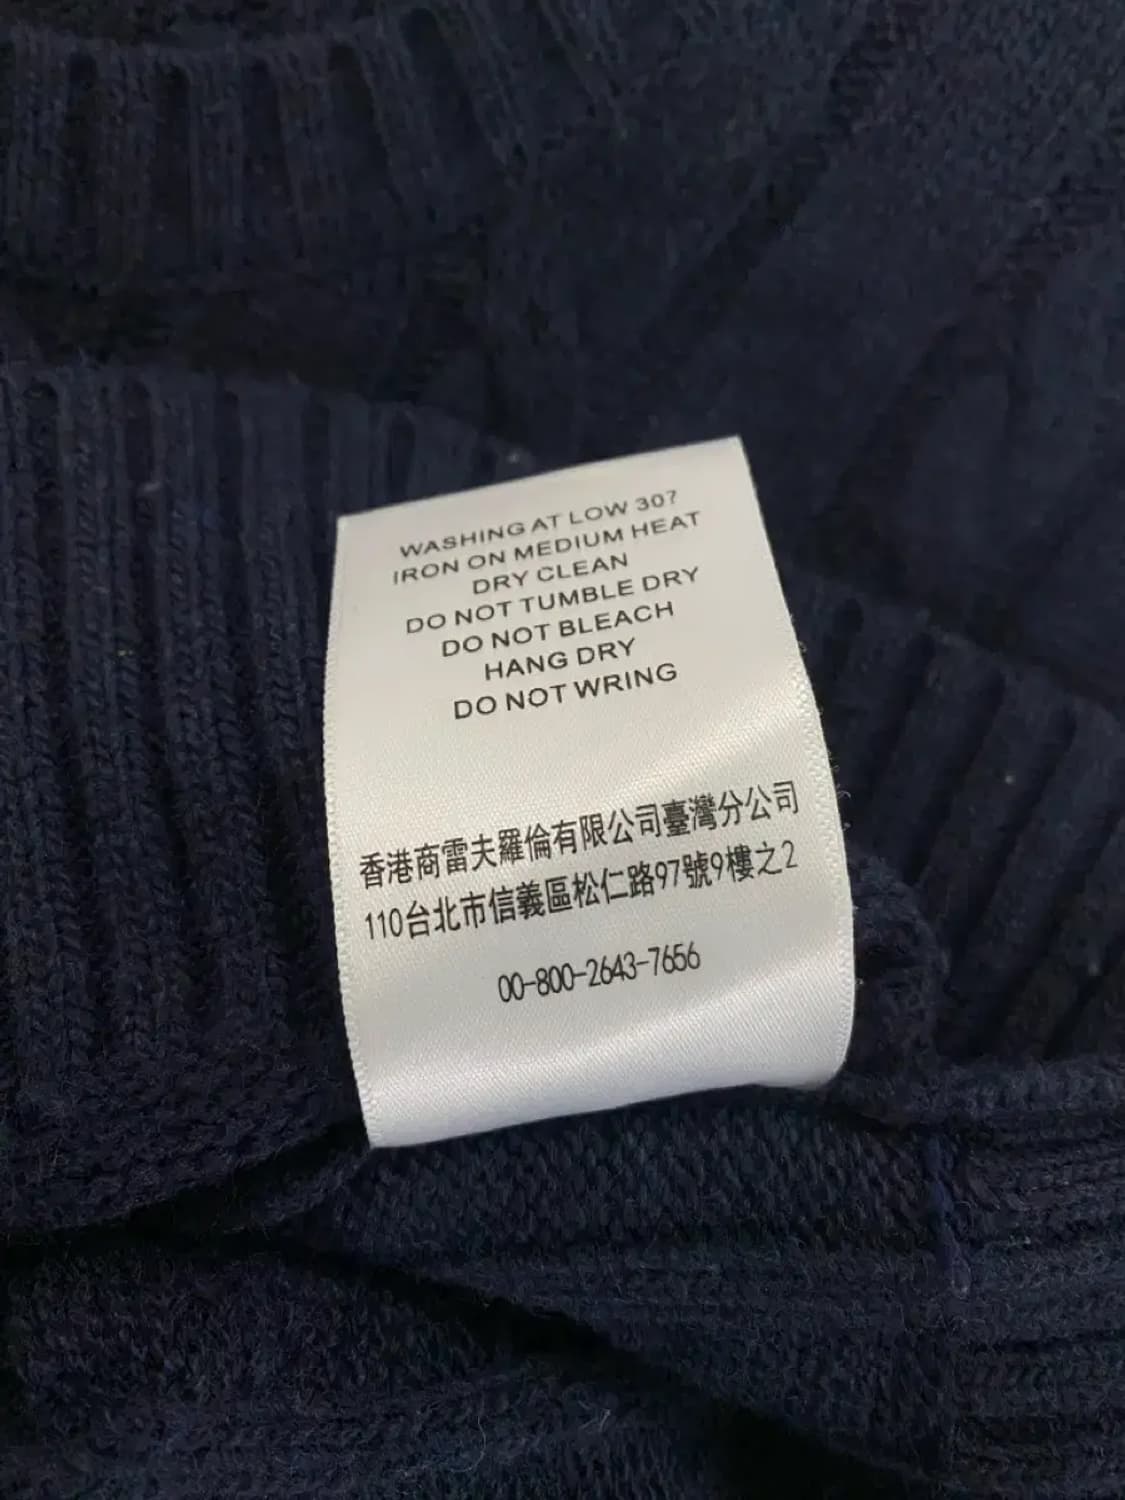 WASHING AT LOW 30?
IRON ON MEDIUM HEAT
DRY CLEAN
DO NOT TUMBLE DRY
DO NOT BLEACH
HANG DRY
DO NOT WRING
香港商雷夫羅倫有限公司臺灣分公司
110台北市信義區松仁路97號9樓之2
00-800-2643-7656